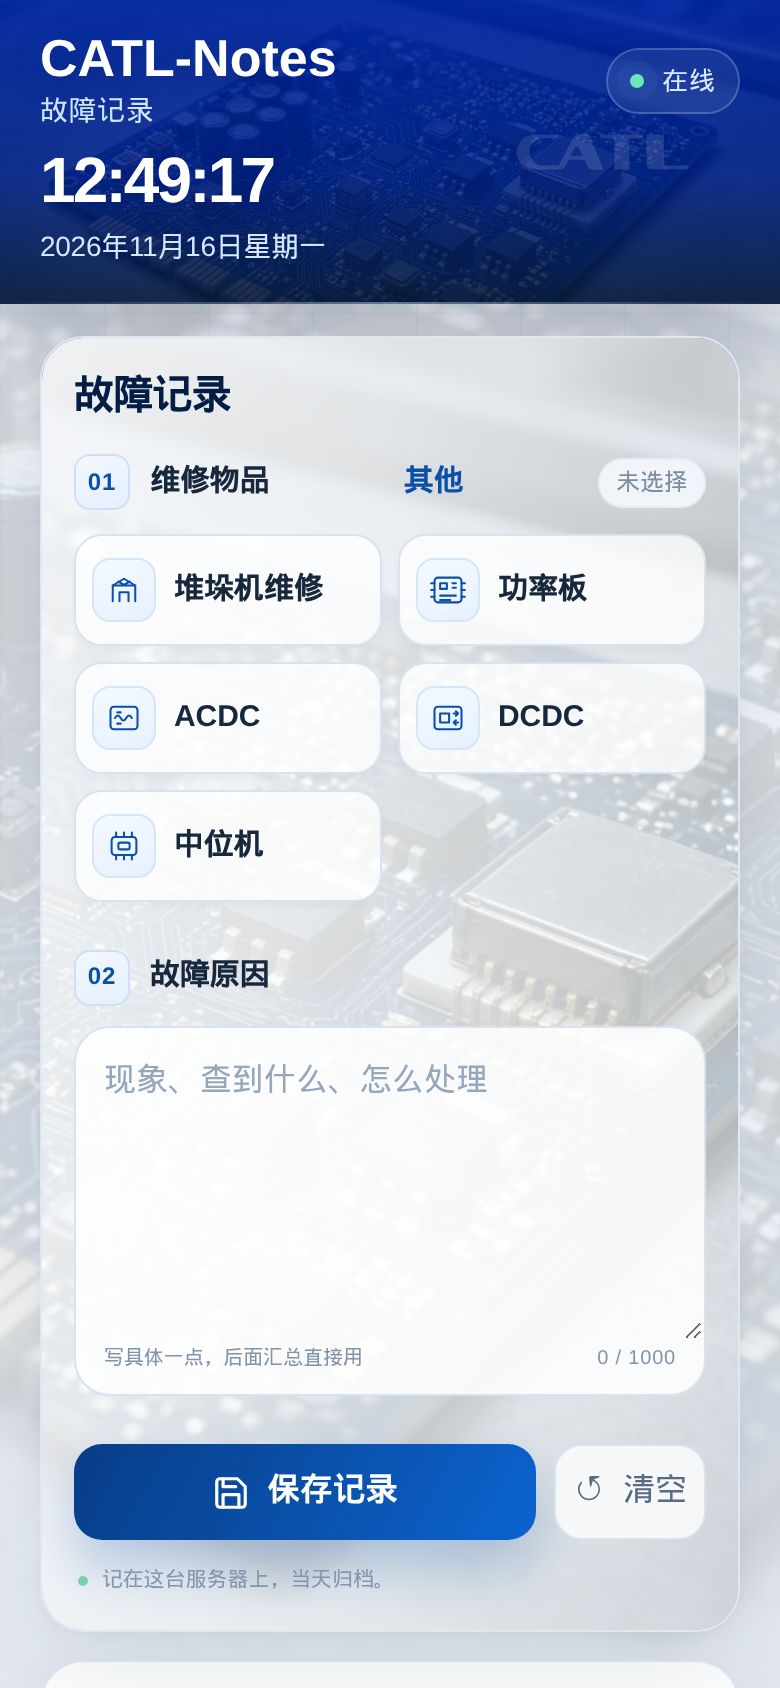 CATL-Notes
故障记录
在线
CATL
12:49:17
2026年11月16日星期一
故障记录
01 维修物品 其他 未选择
堆垛机维修 功率板
ACDC DCDC
中位机
02 故障原因
现象、查到什么、怎么处理
写具体一点，后面汇总直接用 0 / 1000
保存记录 清空
记在这台服务器上，当天归档。